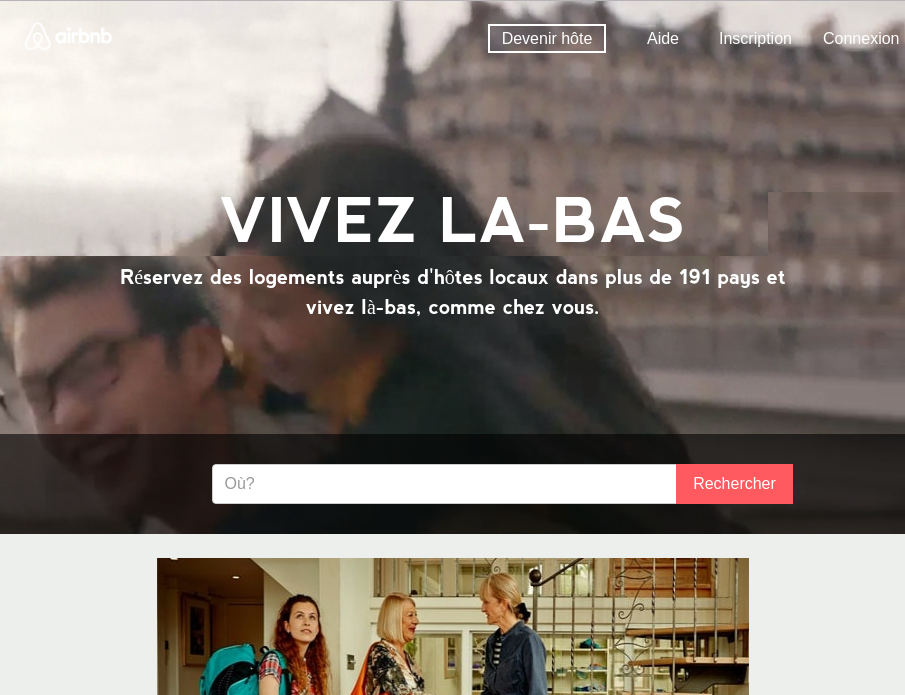 airbnb
Devenir hôte
Aide
Inscription
Connexion
VIVEZ LA-BAS
Réservez des logements auprès d'hôtes locaux dans plus de 191 pays et
vivez là-bas, comme chez vous.
Où?
Rechercher